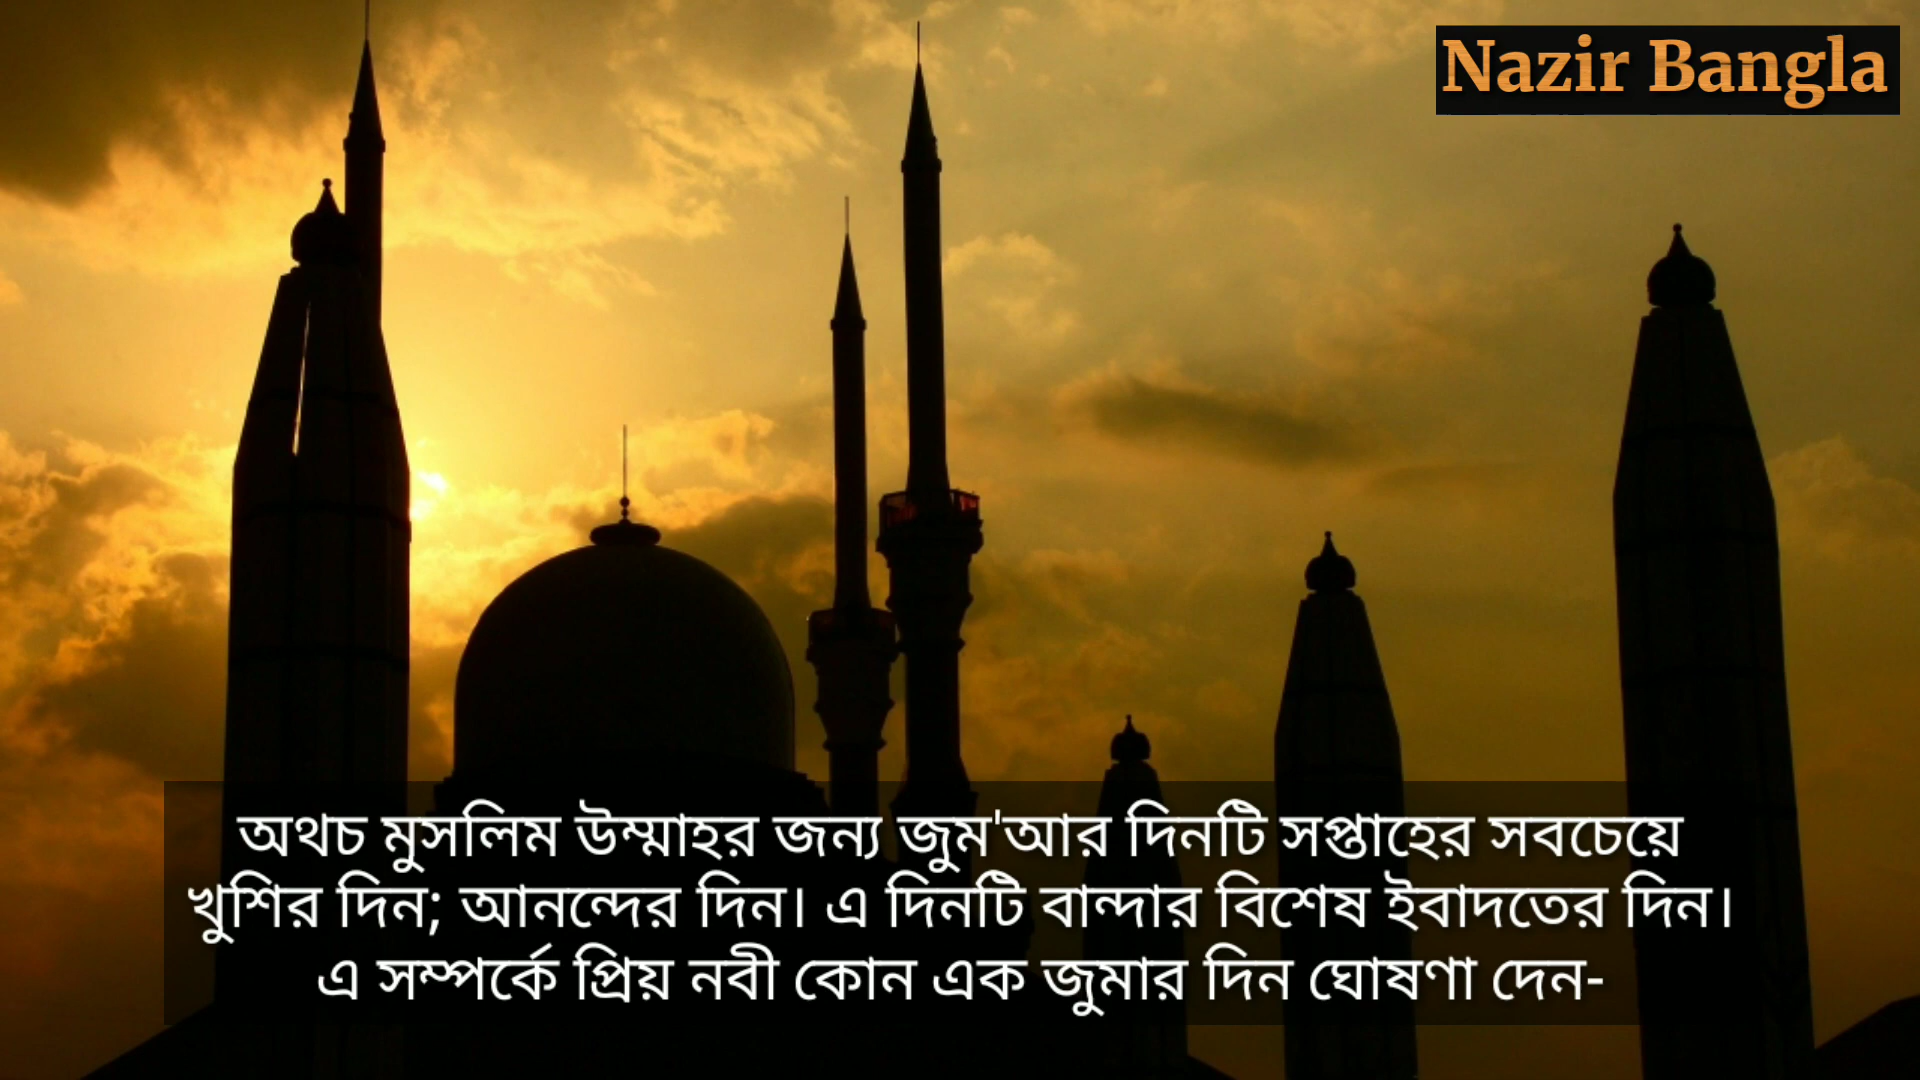 Nazir Bangla
অথচ মুসলিম উম্মাহর জন্য জুম'আর দিনটি সপ্তাহের সবচেয়ে
খুশির দিন; আনন্দের দিন। এ দিনটি বান্দার বিশেষ ইবাদতের দিন।
এ সম্পর্কে প্রিয় নবী কোন এক জুমার দিন ঘোষণা দেন-